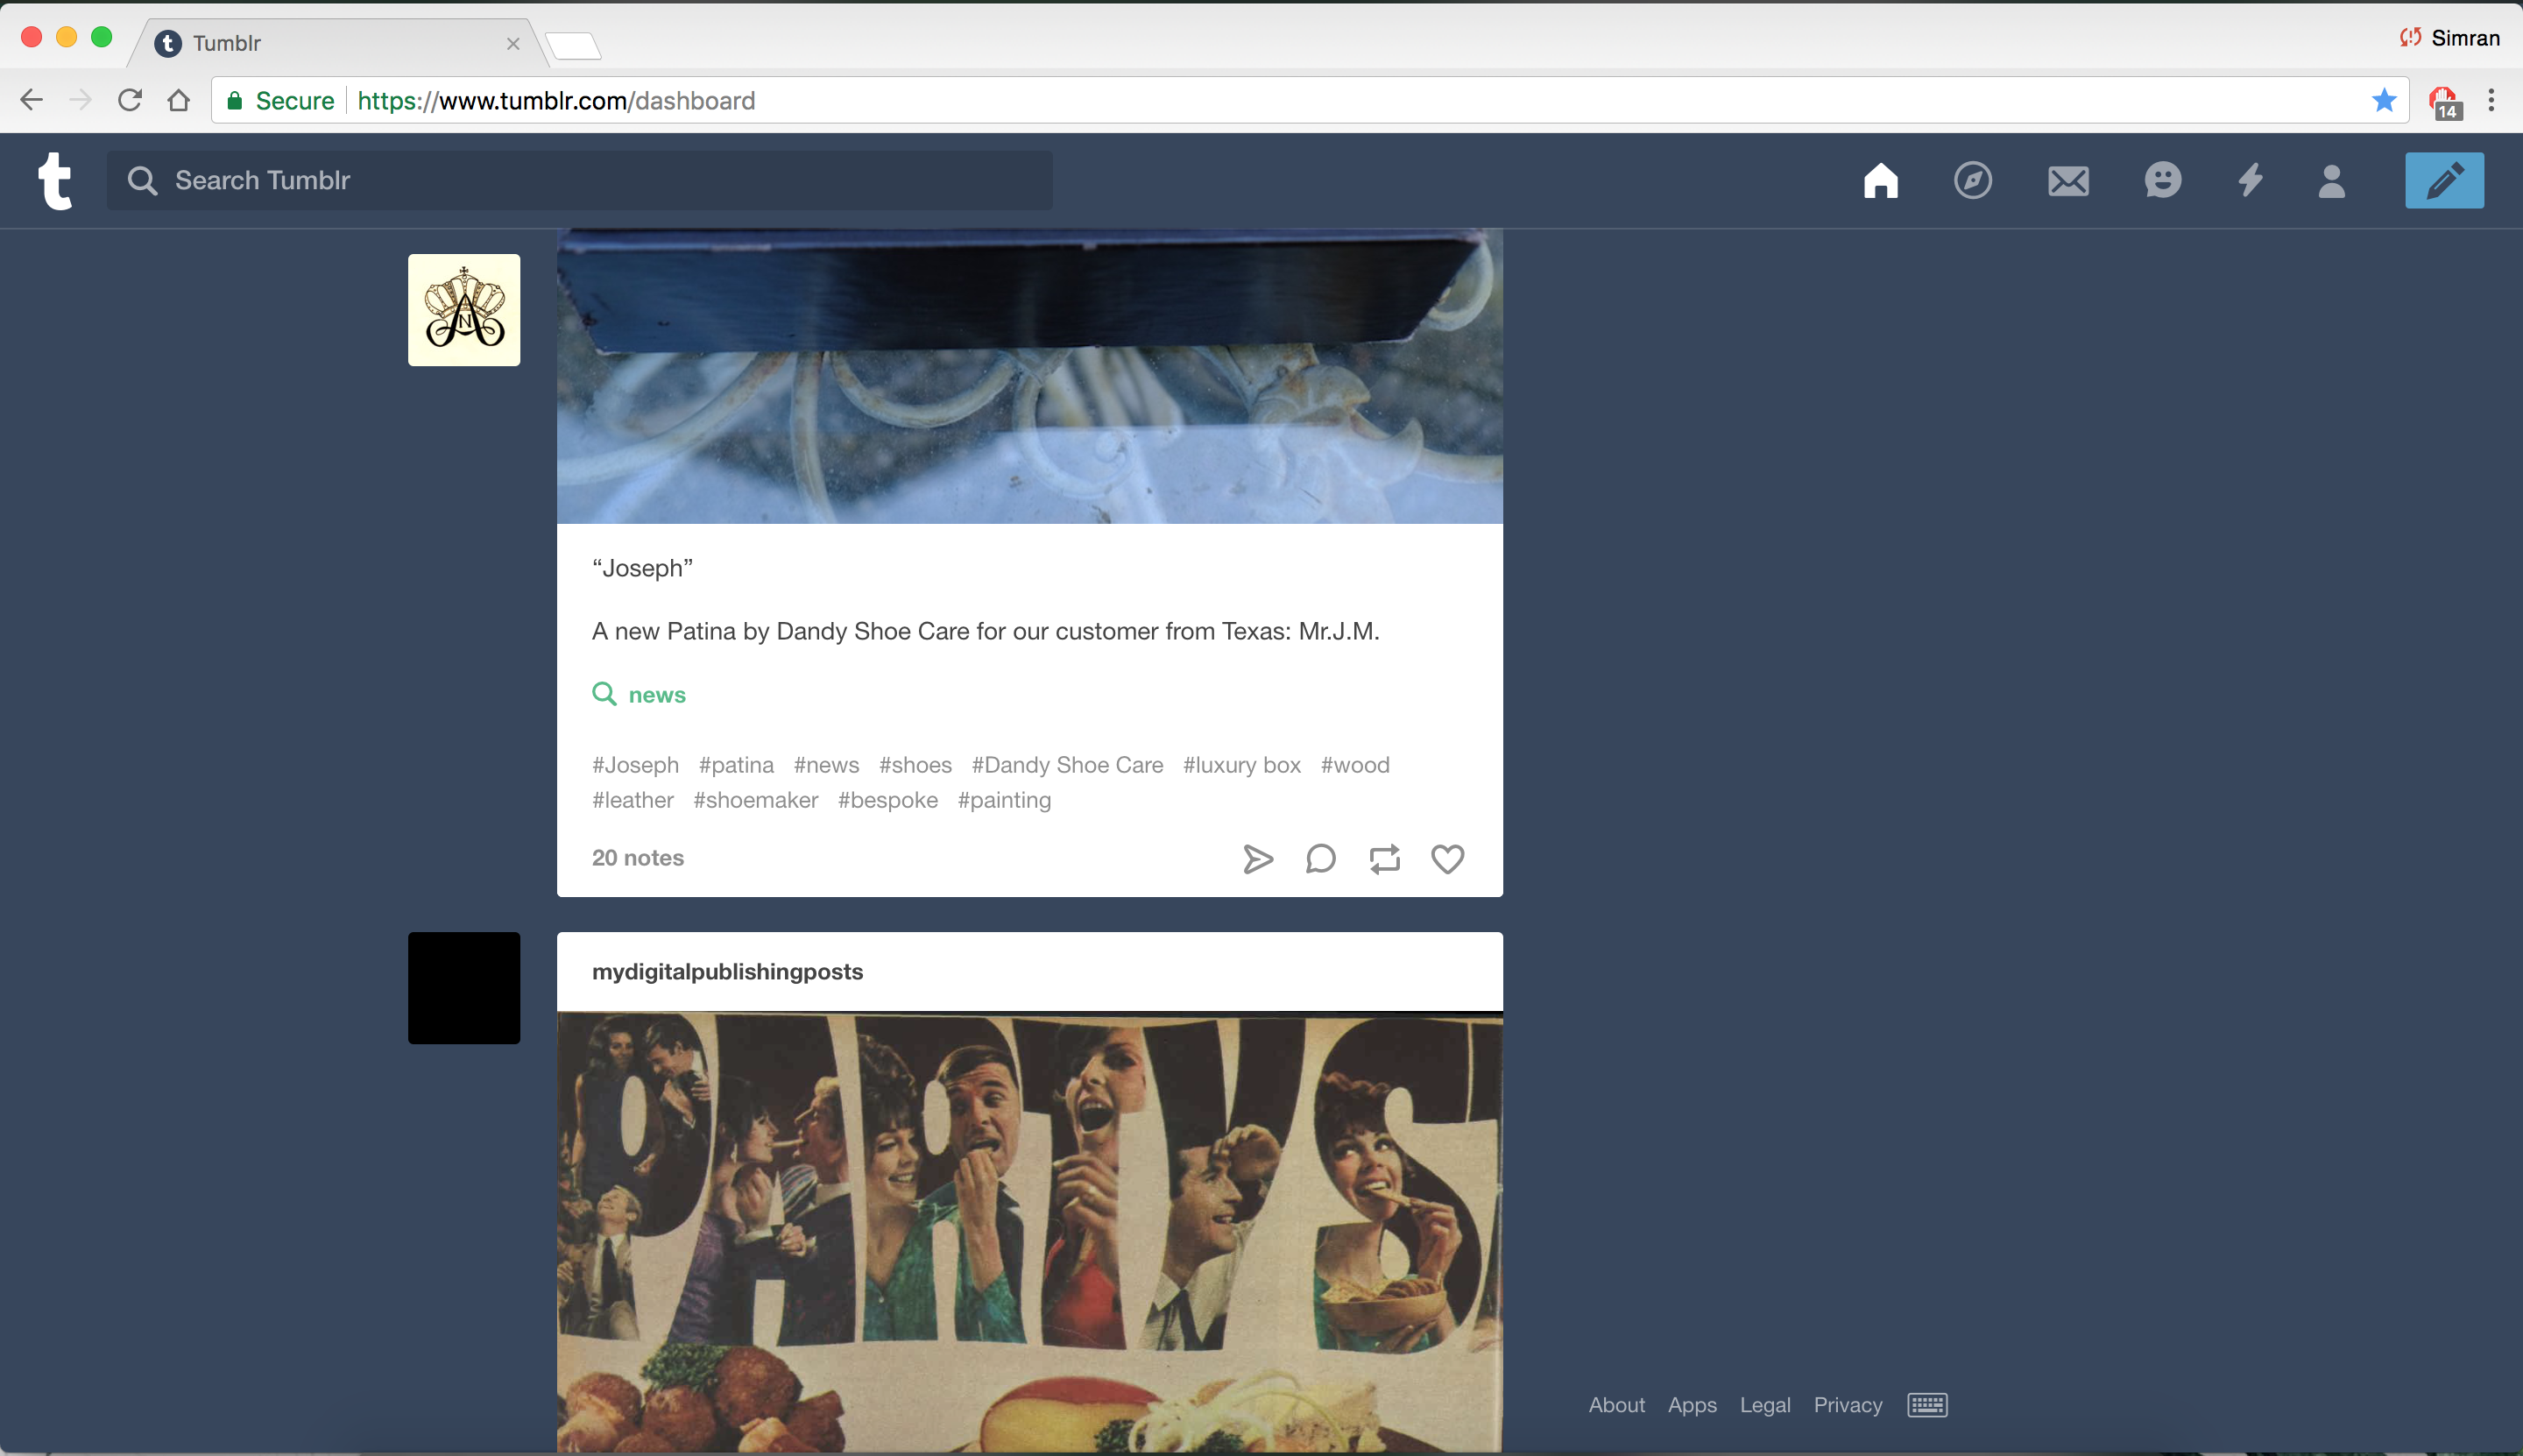 Tumblr
Simran
Secure https://www.tumblr.com/dashboard
14
t Search Tumblr
AN
“Joseph”
A new Patina by Dandy Shoe Care for our customer from Texas: Mr.J.M.
news
#Joseph #patina #news #shoes #Dandy Shoe Care #luxury box #wood
#leather #shoemaker #bespoke #painting
20 notes
mydigitalpublishingposts
PARTYS
About Apps Legal Privacy